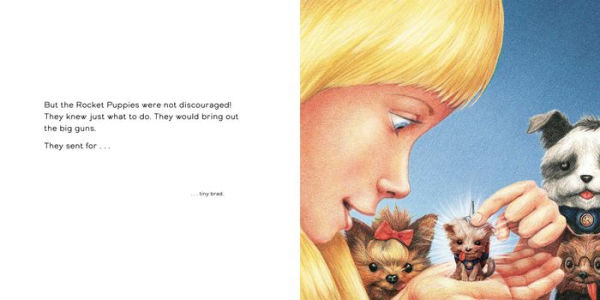 But the Rocket Puppies were not discouraged!
They knew just what to do. They would bring out
the big guns.
They sent for . . .
. . . tiny brad.